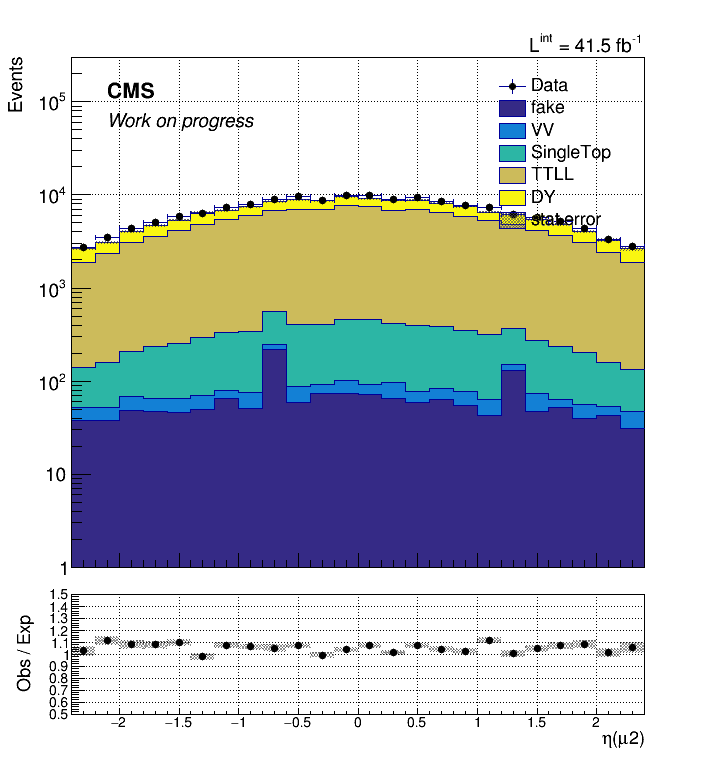 L^int = 41.5 fb^-1
Events
CMS
Work on progress
Data
fake
VV
SingleTop
TTLL
DY
stat.error
10^5
10^4
10^3
10^2
10
1
Obs / Exp
1.5
1.4
1.3
1.2
1.1
1
0.9
0.8
0.7
0.6
0.5
−2 −1.5 −1 −0.5 0 0.5 1 1.5 2
η(μ2)